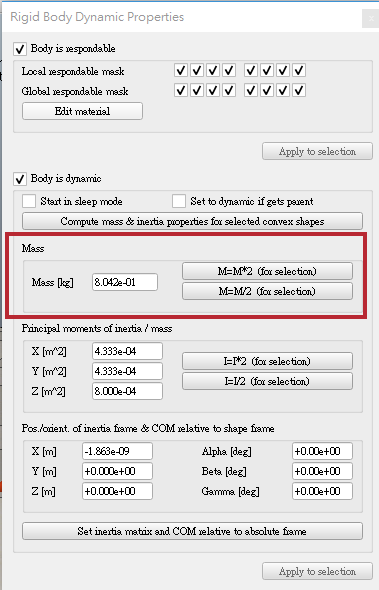 Rigid Body Dynamic Properties
Body is respondable
Local respondable mask
Global respondable mask
Edit material
Apply to selection
Body is dynamic
Start in sleep mode Set to dynamic if gets parent
Compute mass & inertia properties for selected convex shapes
Mass
Mass [kg] 8.042e-01 M=M*2 (for selection)
M=M/2 (for selection)
Principal moments of inertia / mass
X [m^2] 4.333e-04
Y [m^2] 4.333e-04 I=I*2 (for selection)
Z [m^2] 8.000e-04 I=I/2 (for selection)
Pos./orient. of inertia frame & COM relative to shape frame
X [m] -1.863e-09 Alpha [deg] +0.00e+00
Y [m] +0.000e+00 Beta [deg] +0.00e+00
Z [m] +0.000e+00 Gamma [deg] +0.00e+00
Set inertia matrix and COM relative to absolute frame
Apply to selection